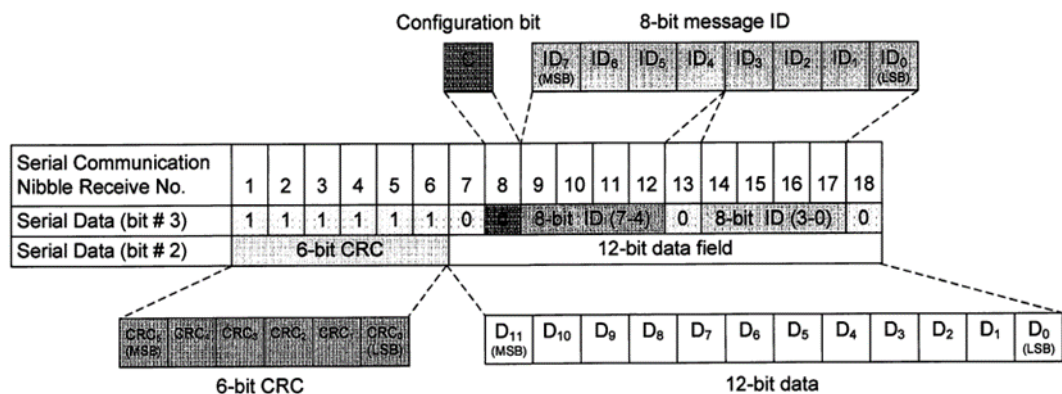 Configuration bit 8-bit message ID
C ID7 (MSB) ID6 ID5 ID4 ID3 ID2 ID1 ID0 (LSB)
Serial Communication Nibble Receive No. 1 2 3 4 5 6 7 8 9 10 11 12 13 14 15 16 17 18
Serial Data (bit # 3) 1 1 1 1 1 1 0 C 8-bit ID (7-4) 0 8-bit ID (3-0) 0
Serial Data (bit # 2) 6-bit CRC 12-bit data field
CRC5 (MSB) CRC4 CRC3 CRC2 CRC1 CRC0 (LSB) D11 (MSB) D10 D9 D8 D7 D6 D5 D4 D3 D2 D1 D0 (LSB)
6-bit CRC 12-bit data